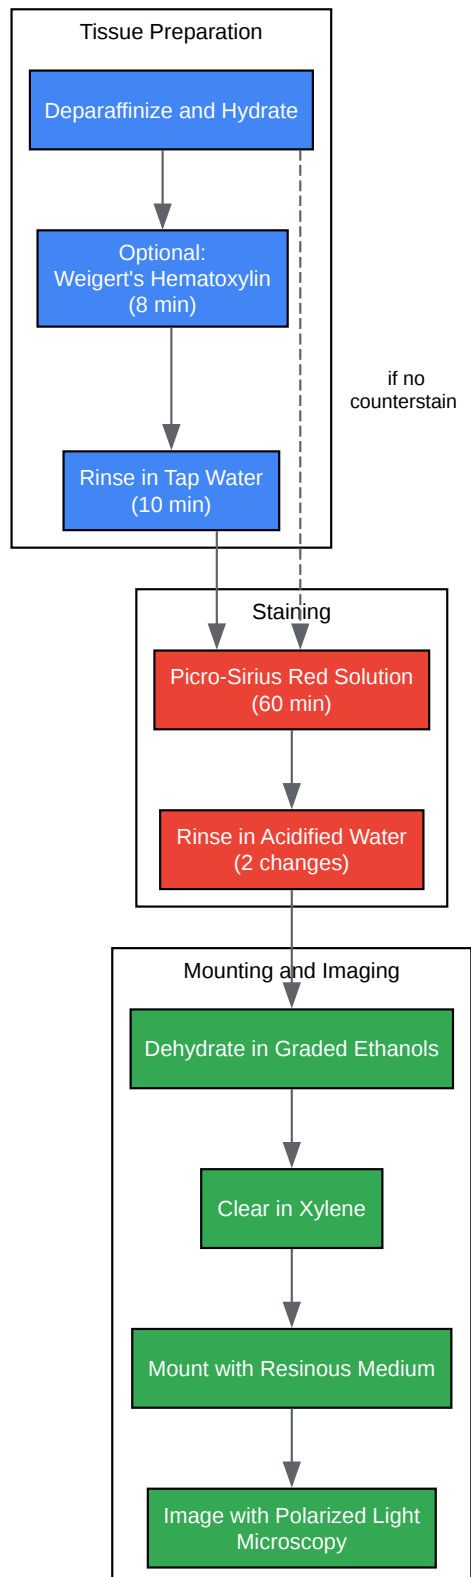 Tissue Preparation
Deparaffinize and Hydrate
Optional:
Weigert's Hematoxylin
(8 min)
if no
counterstain
Rinse in Tap Water
(10 min)
Staining
Picro-Sirius Red Solution
(60 min)
Rinse in Acidified Water
(2 changes)
Mounting and Imaging
Dehydrate in Graded Ethanols
Clear in Xylene
Mount with Resinous Medium
Image with Polarized Light
Microscopy